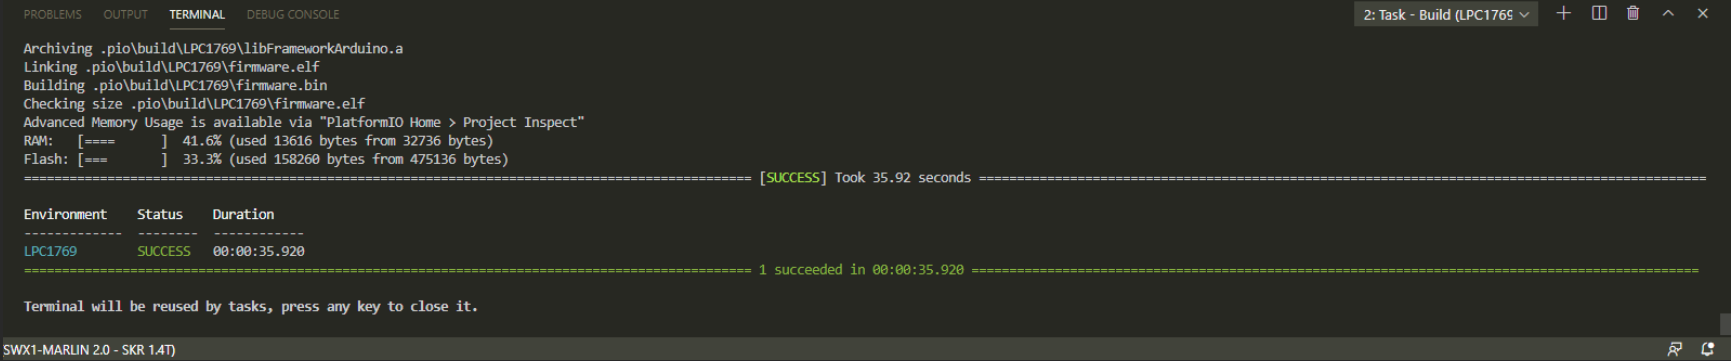 PROBLEMS OUTPUT TERMINAL DEBUG CONSOLE 2: Task - Build (LPC1769
Archiving .pio\build\LPC1769\libFrameworkArduino.a
Linking .pio\build\LPC1769\firmware.elf
Building .pio\build\LPC1769\firmware.bin
Checking size .pio\build\LPC1769\firmware.elf
Advanced Memory Usage is available via "PlatformIO Home > Project Inspect"
RAM:   [====      ]  41.6% (used 13616 bytes from 32736 bytes)
Flash: [===       ]  33.3% (used 158260 bytes from 475136 bytes)
================================================================================================ [SUCCESS] Took 35.92 seconds ================================================================================================
Environment    Status    Duration
-------------  --------  ------------
LPC1769        SUCCESS   00:00:35.920
================================================================================================ 1 succeeded in 00:00:35.920 ================================================================================================
Terminal will be reused by tasks, press any key to close it.
SWX1-MARLIN 2.0 - SKR 1.4T)